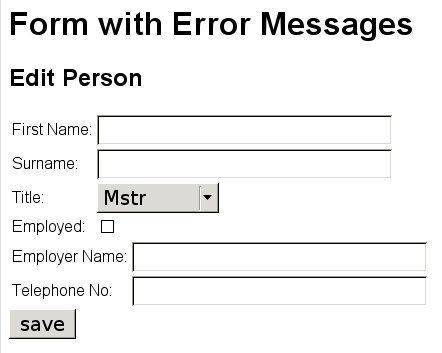 Form with Error Messages
Edit Person
First Name:
Surname:
Title: Mstr
Employed:
Employer Name:
Telephone No:
save